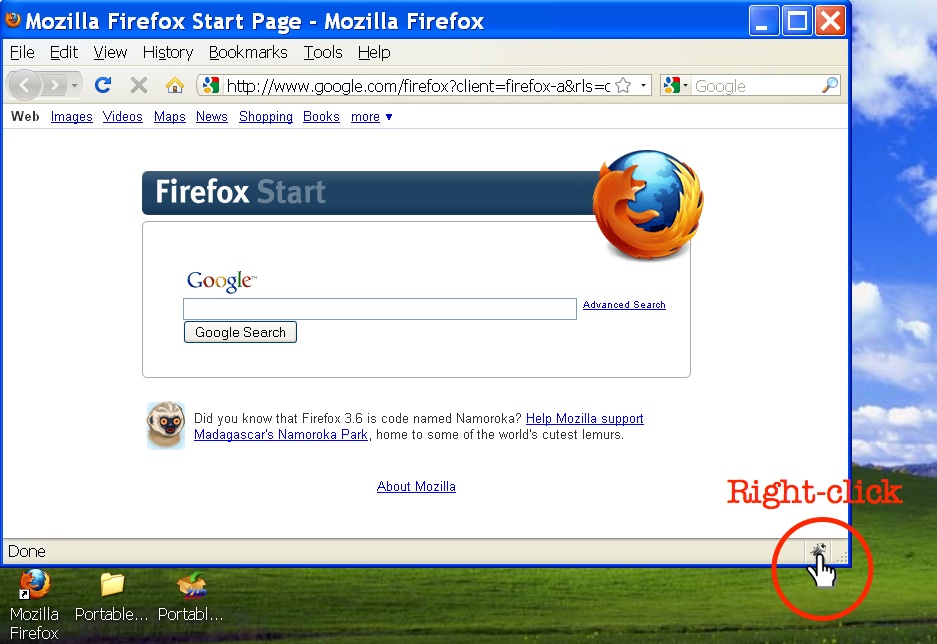 Mozilla Firefox Start Page - Mozilla Firefox
File Edit View History Bookmarks Tools Help
http://www.google.com/firefox?client=firefox-a&rls=o Google
Web Images Videos Maps News Shopping Books more ▼
Firefox Start
Google™
Advanced Search
Google Search
Did you know that Firefox 3.6 is code named Namoroka? Help Mozilla support
Madagascar's Namoroka Park, home to some of the world's cutest lemurs.
About Mozilla
Right-click
Done
Mozilla Firefox
Portable...
Portabl...